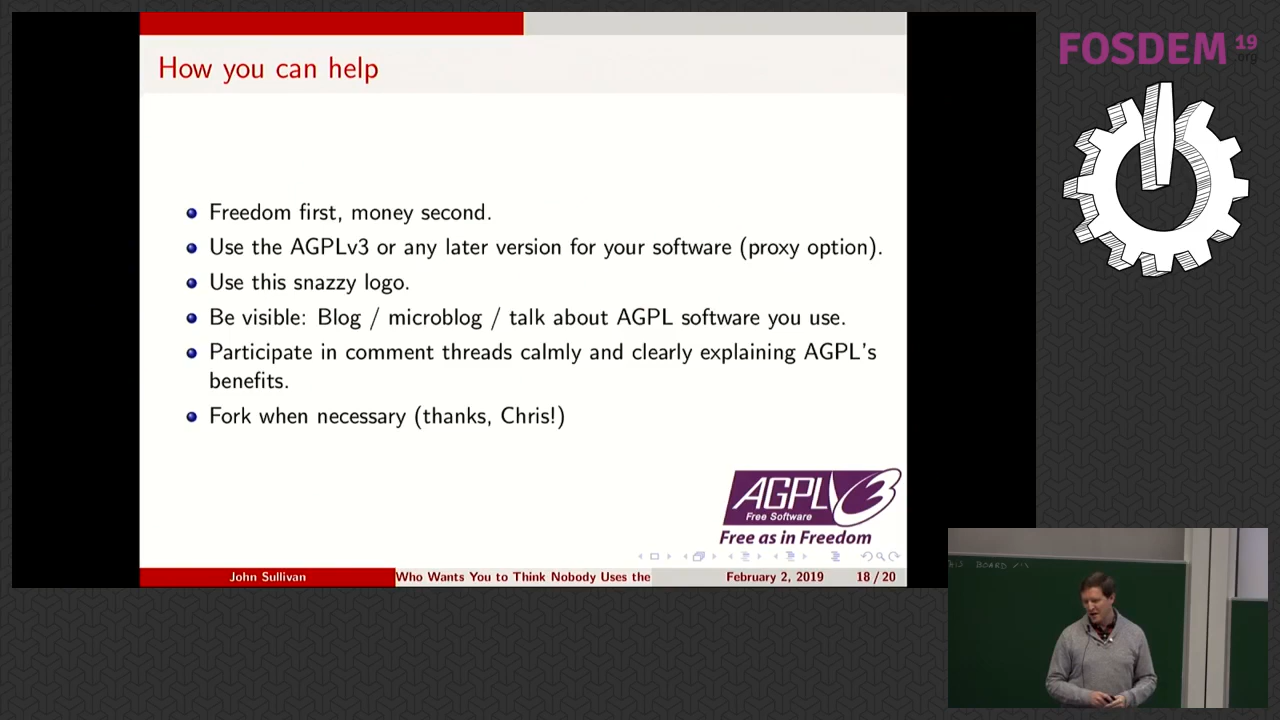 How you can help
FOSDEM 19
.org
Freedom first, money second.
Use the AGPLv3 or any later version for your software (proxy option).
Use this snazzy logo.
Be visible: Blog / microblog / talk about AGPL software you use.
Participate in comment threads calmly and clearly explaining AGPL's
benefits.
Fork when necessary (thanks, Chris!)
AGPLv3
Free Software
Free as in Freedom
John Sullivan
Who Wants You to Think Nobody Uses the
February 2, 2019
18 / 20
BOARD